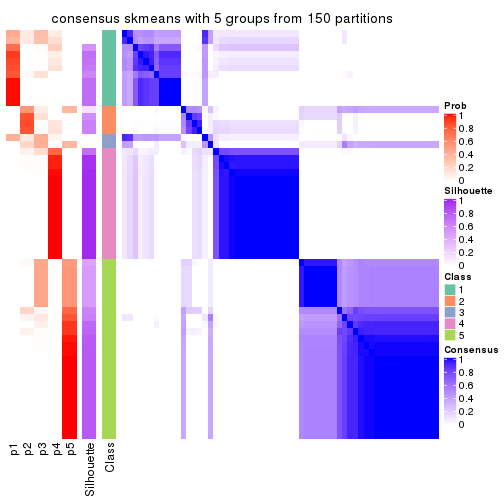 consensus skmeans with 5 groups from 150 partitions
Prob
1
0.8
0.6
0.4
0.2
0
Silhouette
1
0.8
0.6
0.4
0.2
0
Class
1
2
3
4
5
Consensus
1
0.8
0.6
0.4
0.2
0
p1
p2
p3
p4
p5
Silhouette
Class